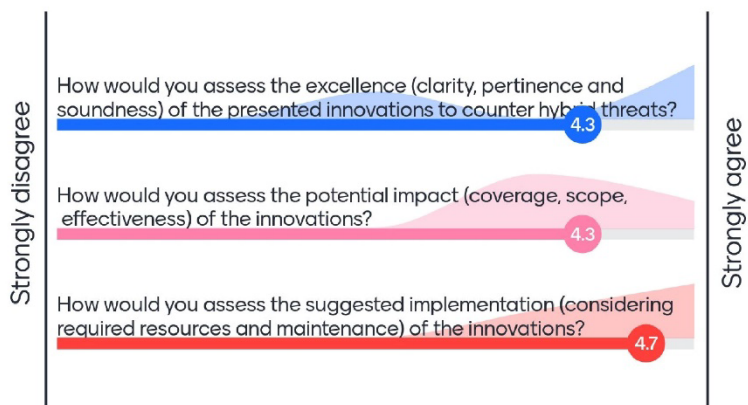 Strongly disagree
How would you assess the excellence (clarity, pertinence and
soundness) of the presented innovations to counter hybrid threats?
4.3
How would you assess the potential impact (coverage, scope,
effectiveness) of the innovations?
4.3
How would you assess the suggested implementation (considering
required resources and maintenance) of the innovations?
4.7
Strongly agree